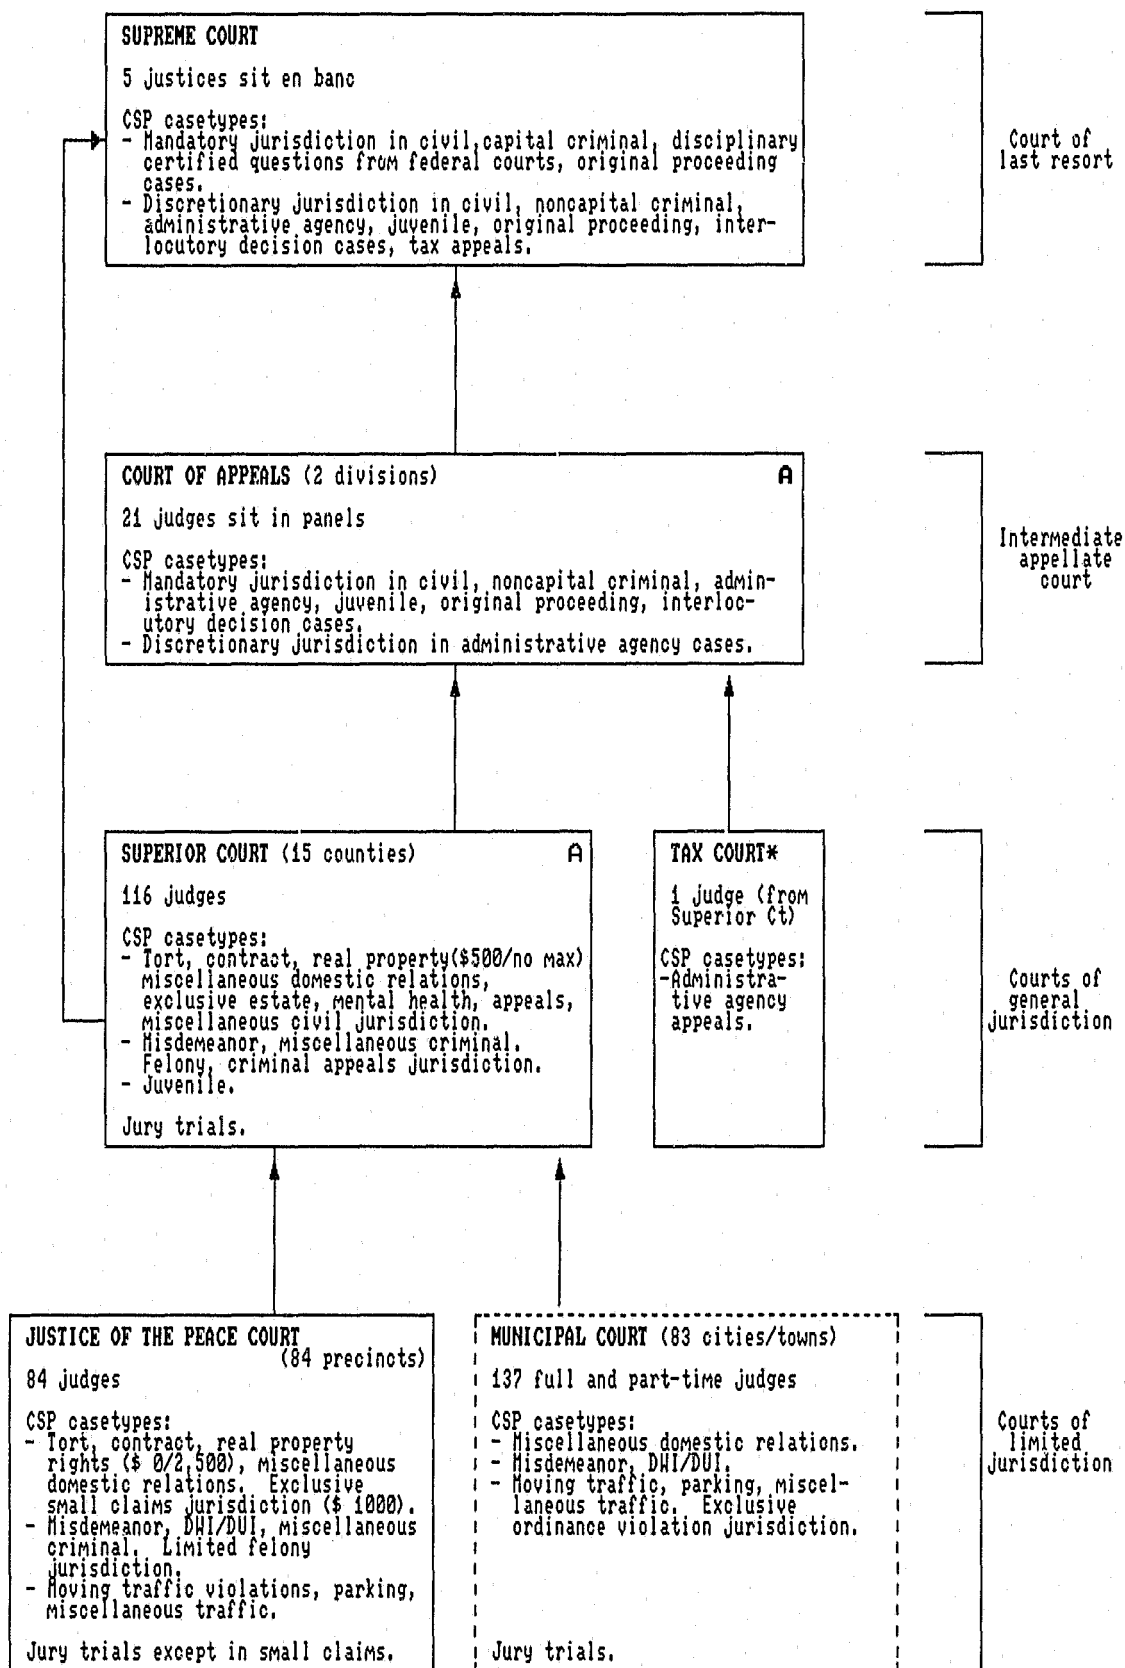 SUPREME COURT
5 justices sit en banc
CSP casetypes:
- Mandatory jurisdiction in civil,capital criminal, disciplinary
certified questions from federal courts, original proceeding
cases.
- Discretionary jurisdiction in civil, noncapital criminal,
administrative agency, juvenile, original proceeding, inter-
locutory decision cases, tax appeals.
Court of
last resort
COURT OF APPEALS (2 divisions) A
21 judges sit in panels
CSP casetypes:
- Mandatory jurisdiction in civil, noncapital criminal, admin-
istrative agency, juvenile, original proceeding, interloc-
utory decision cases.
- Discretionary jurisdiction in administrative agency cases.
Intermediate
appellate
court
SUPERIOR COURT (15 counties) A
116 judges
CSP casetypes:
- Tort, contract, real property($500/no max)
miscellaneous domestic relations,
exclusive estate, mental health, appeals,
miscellaneous civil jurisdiction.
- Misdemeanor, miscellaneous criminal.
Felony, criminal appeals jurisdiction.
- Juvenile.
Jury trials.
TAX COURT*
1 judge (from
Superior Ct)
CSP casetypes:
-Administra-
tive agency
appeals.
Courts of
general
jurisdiction
JUSTICE OF THE PEACE COURT
(84 precincts)
84 judges
CSP casetypes:
- Tort, contract, real property
rights ($ 0/2,500), miscellaneous
domestic relations. Exclusive
small claims jurisdiction ($ 1000).
- Misdemeanor, DWI/DUI, miscellaneous
criminal. Limited felony
jurisdiction.
- Moving traffic violations, parking,
miscellaneous traffic.
Jury trials except in small claims.
MUNICIPAL COURT (83 cities/towns)
137 full and part-time judges
CSP casetypes:
- Miscellaneous domestic relations.
- Misdemeanor, DWI/DUI.
- Moving traffic, parking, miscel-
laneous traffic. Exclusive
ordinance violation jurisdiction.
Jury trials.
Courts of
limited
jurisdiction